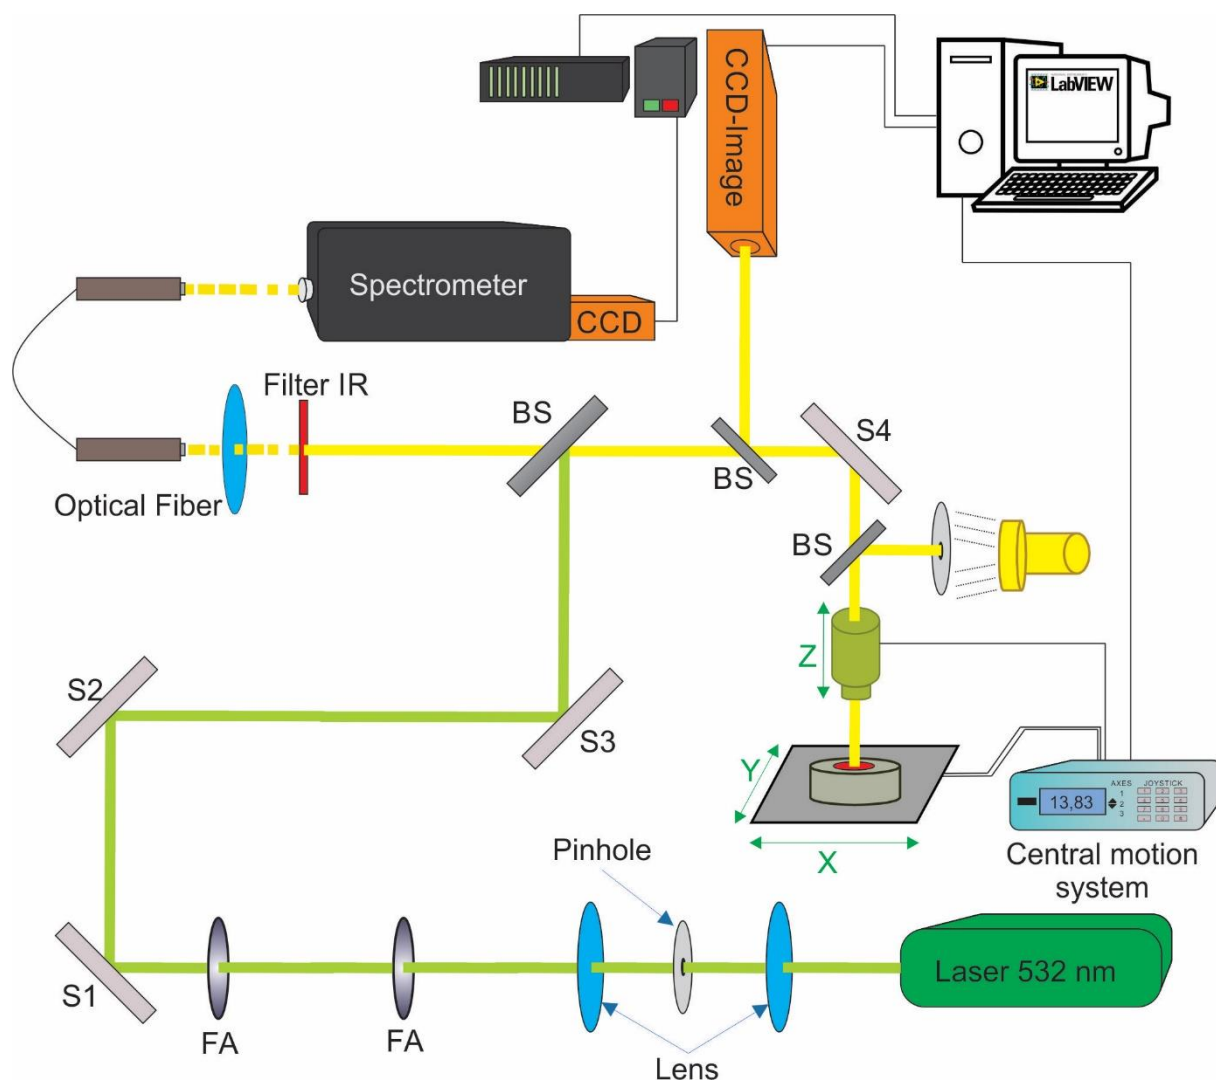 CCD-Image
LabVIEW
Spectrometer
CCD
Filter IR
BS
S4
BS
Optical Fiber
BS
Z
S2
S3
Y
X
AXES
JOYSTICK
13,83
1
2
3
Central motion
system
Pinhole
S1
FA
FA
Lens
Laser 532 nm